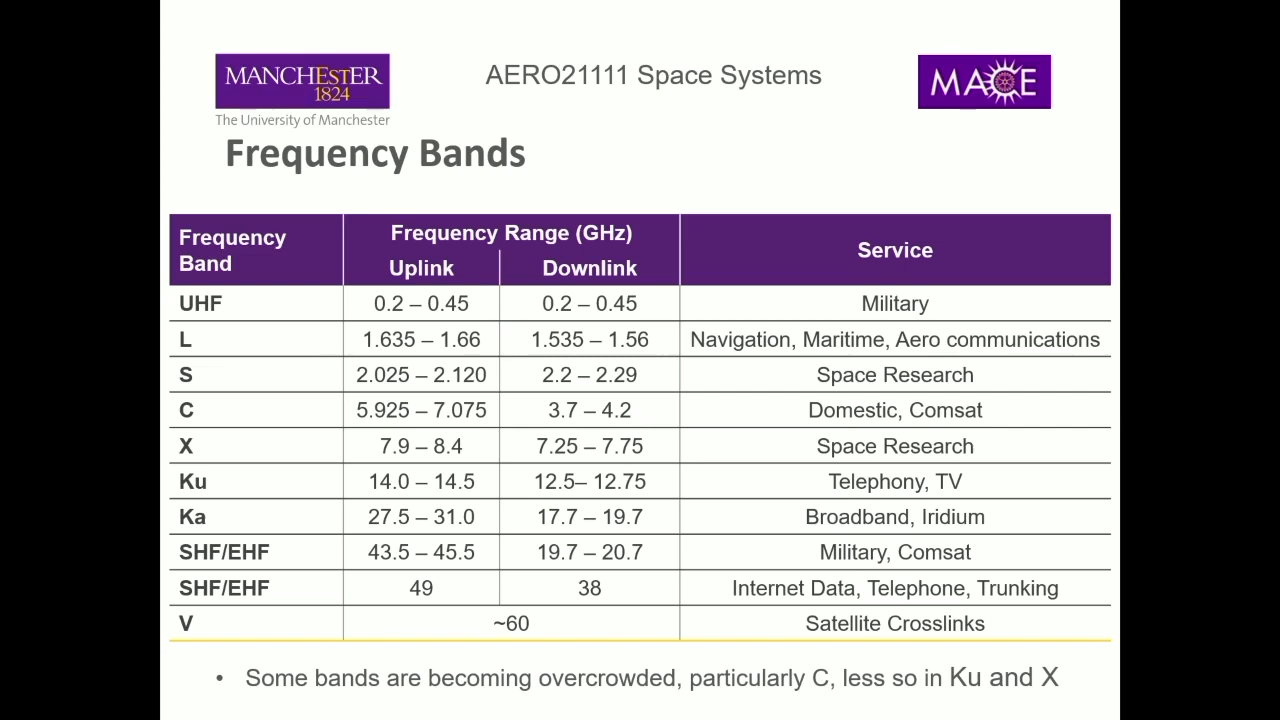 MANCHESTER
1824
The University of Manchester
AERO21111 Space Systems
MACE
Frequency Bands
Frequency Band Frequency Range (GHz) Service
Uplink Downlink
UHF 0.2 – 0.45 0.2 – 0.45 Military
L 1.635 – 1.66 1.535 – 1.56 Navigation, Maritime, Aero communications
S 2.025 – 2.120 2.2 – 2.29 Space Research
C 5.925 – 7.075 3.7 – 4.2 Domestic, Comsat
X 7.9 – 8.4 7.25 – 7.75 Space Research
Ku 14.0 – 14.5 12.5– 12.75 Telephony, TV
Ka 27.5 – 31.0 17.7 – 19.7 Broadband, Iridium
SHF/EHF 43.5 – 45.5 19.7 – 20.7 Military, Comsat
SHF/EHF 49 38 Internet Data, Telephone, Trunking
V ~60 Satellite Crosslinks
• Some bands are becoming overcrowded, particularly C, less so in Ku and X